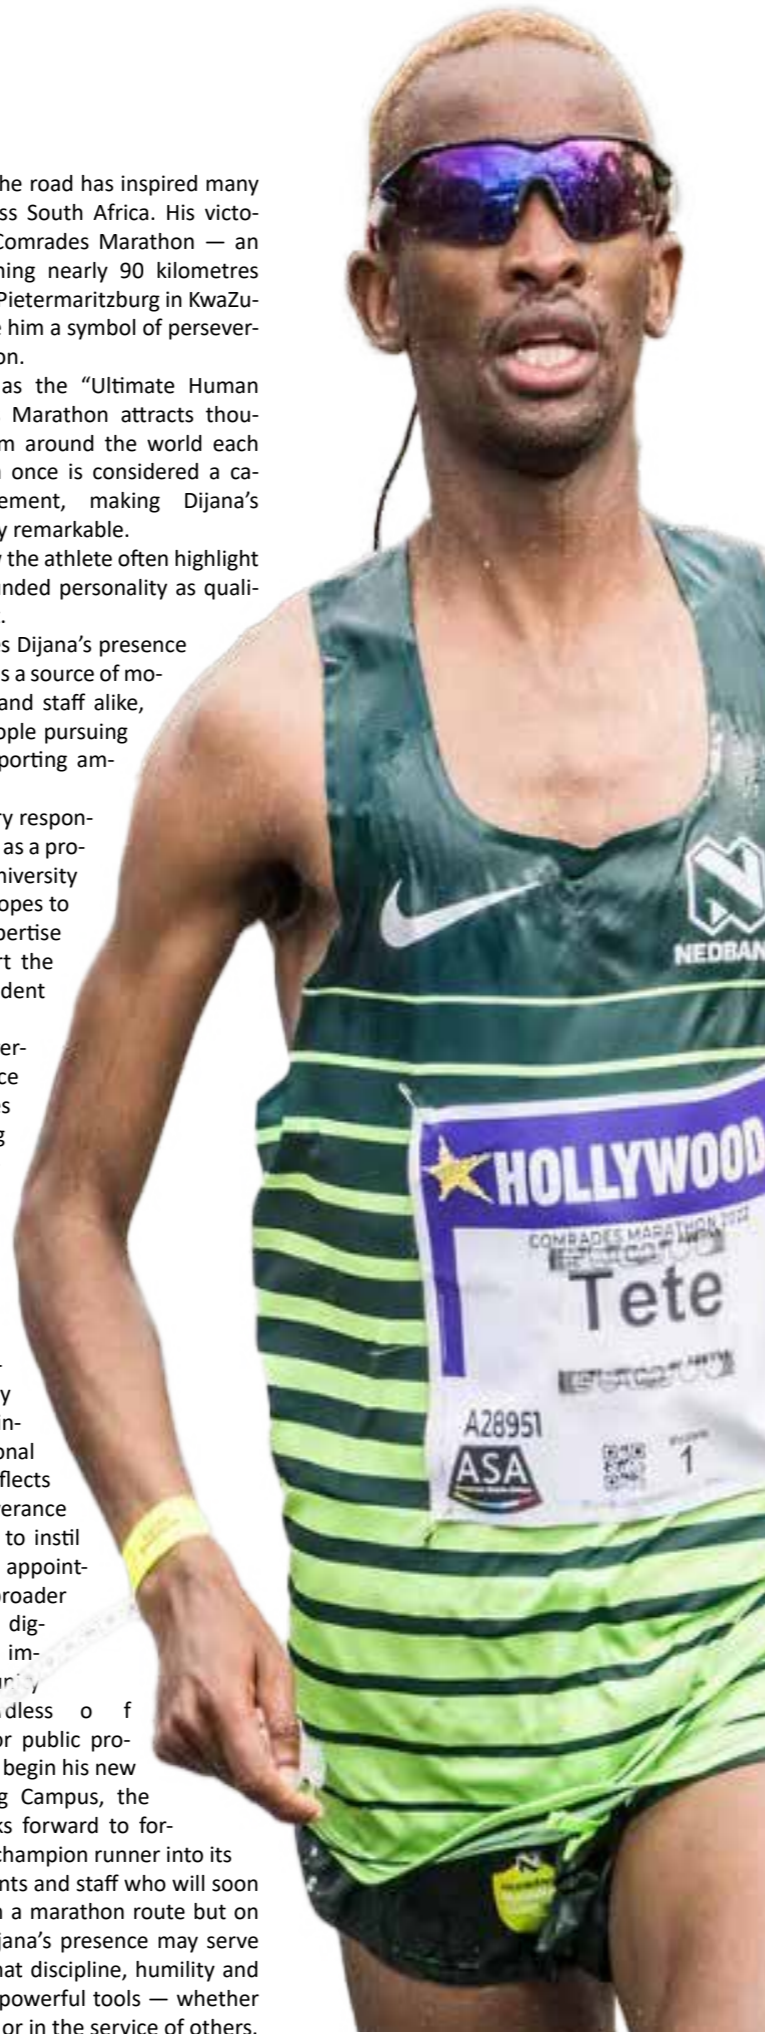 he road has inspired many
ss South Africa. His victo-
Comrades Marathon — an
ning nearly 90 kilometres
Pietermaritzburg in KwaZu-
e him a symbol of persever-
on.
as the “Ultimate Human
Marathon attracts thou-
m around the world each
once is considered a ca-
ement, making Dijana’s
y remarkable.
the athlete often highlight
unded personality as quali-
s Dijana’s presence
s a source of mo-
and staff alike,
ople pursuing
porting am-
ry respon-
as a pro-
niversity
opes to
pertise
rt the
dent
er-
ce
es
g
y
in-
onal
flects
verance
to instil
appoint-
broader
dig-
im-
dless o f
or public pro-
begin his new
g Campus, the
ks forward to for-
champion runner into its
nts and staff who will soon
n a marathon route but on
jana’s presence may serve
hat discipline, humility and
powerful tools — whether
or in the service of others.
NEDBAN
HOLLYWOOD
COMRADES MARATHON 2022
Tete
A28951
ASA
1